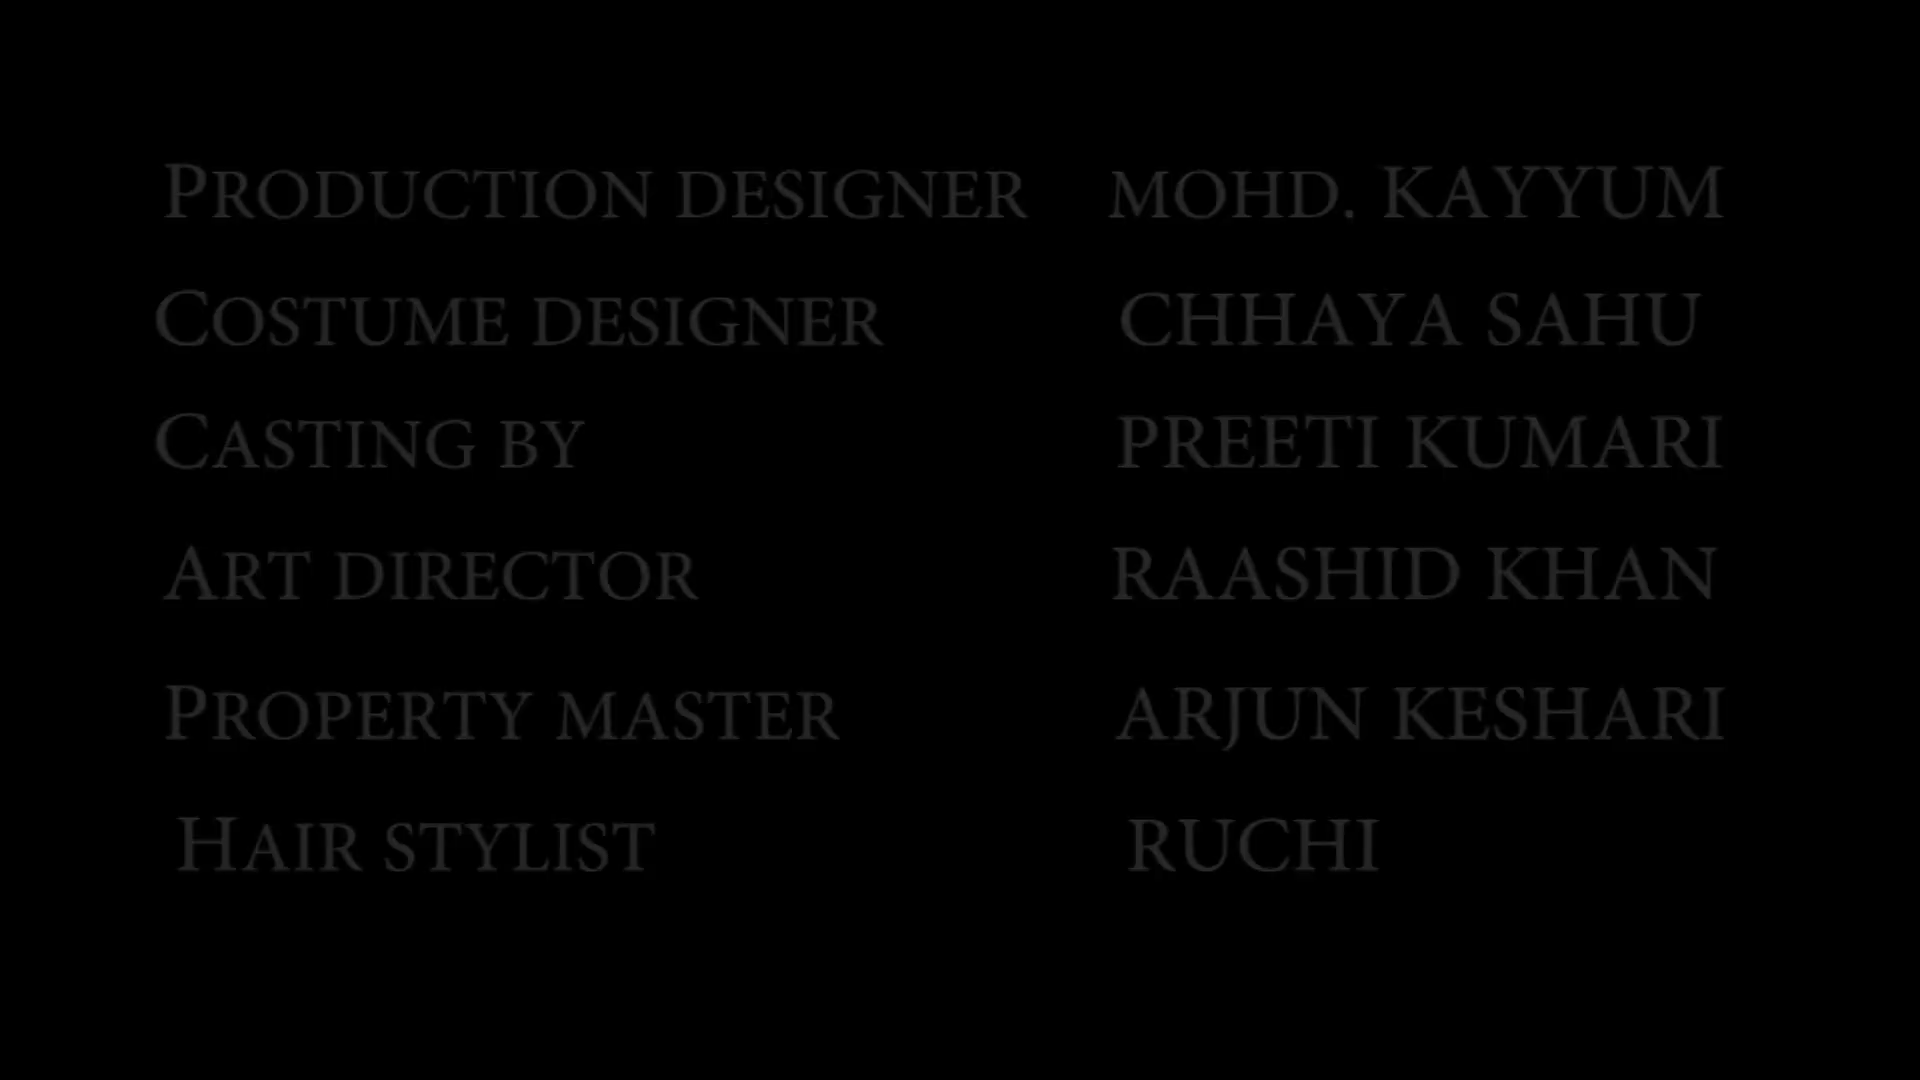 Production designer MOHD. KAYYUM
Costume designer CHHAYA SAHU
Casting by PREETI KUMARI
Art director RAASHID KHAN
Property master ARJUN KESHARI
Hair stylist RUCHI